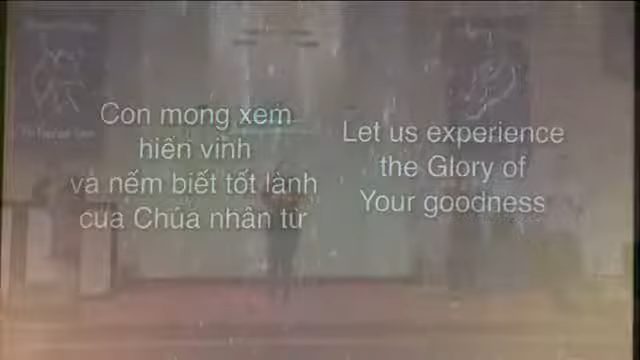 Con mong xem
hiển vinh
và nếm biết tốt lành
của Chúa nhân từ
Let us experience
the Glory of
Your goodness